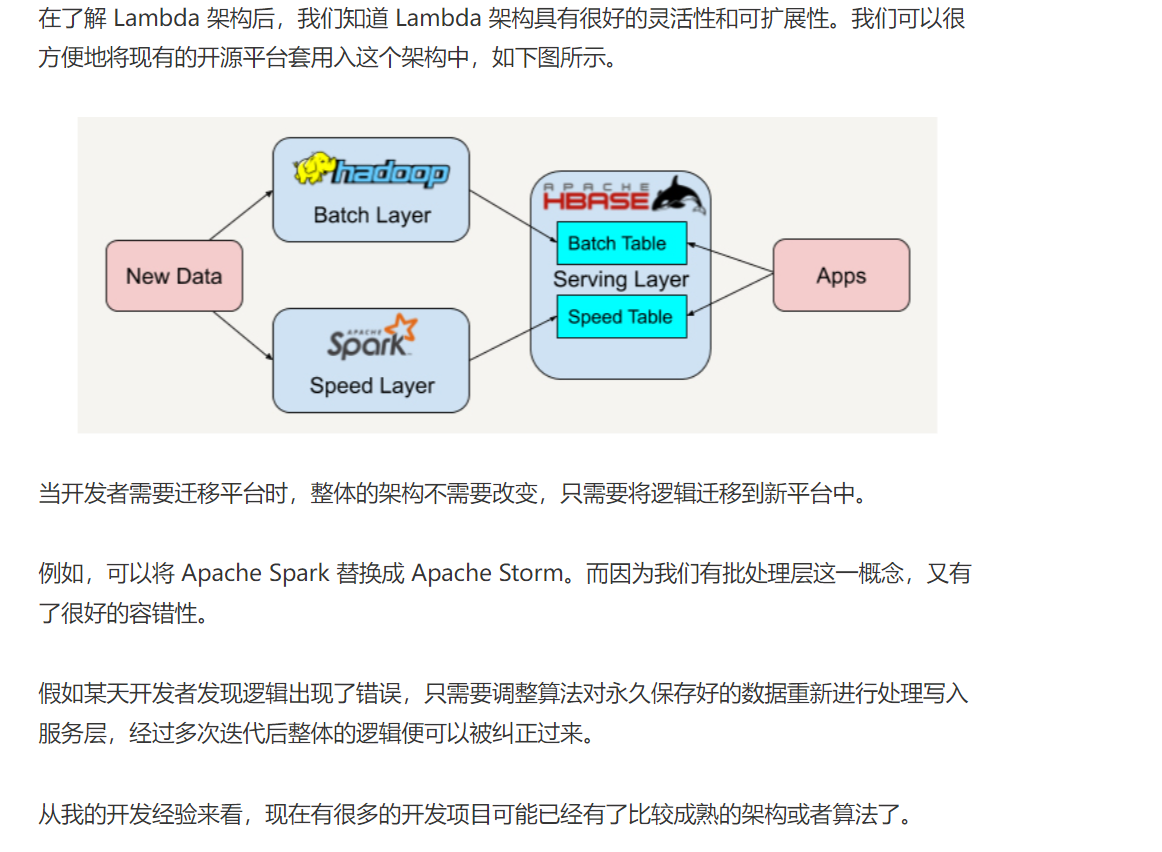 在了解 Lambda 架构后，我们知道 Lambda 架构具有很好的灵活性和可扩展性。我们可以很
方便地将现有的开源平台套用入这个架构中，如下图所示。
hadoop
Batch Layer
APACHE
HBASE
Batch Table
New Data
Serving Layer
Apps
Speed Table
APACHE
Spark
Speed Layer
当开发者需要迁移平台时，整体的架构不需要改变，只需要将逻辑迁移到新平台中。
例如，可以将 Apache Spark 替换成 Apache Storm。而因为我们有批处理层这一概念，又有
了很好的容错性。
假如某天开发者发现逻辑出现了错误，只需要调整算法对永久保存好的数据重新进行处理写入
服务层，经过多次迭代后整体的逻辑便可以被纠正过来。
从我的开发经验来看，现在有很多的开发项目可能已经有了比较成熟的架构或者算法了。